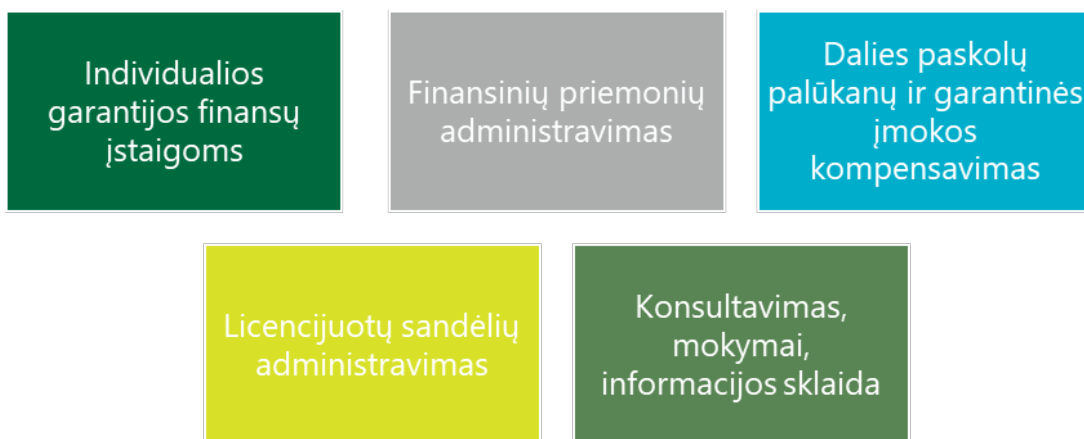 Individualios
garantijos finansų
įstaigoms
Finansinių priemonių
administravimas
Dalies paskolų
palūkanų ir garantinės
įmokos
kompensavimas
Licencijuotų sandėlių
administravimas
Konsultavimas,
mokymai,
informacijos sklaida